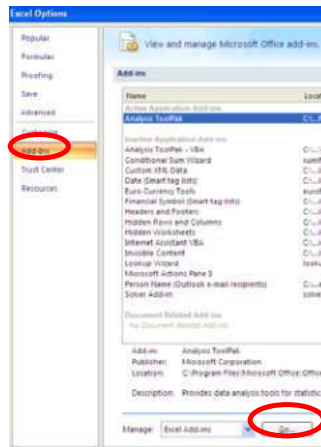 Excel Options
Popular
Formulas
Proofing
Save
Advanced
Customize
Add-Ins
Trust Center
Resources
View and manage Microsoft Office add-ins.
Add-ins
Name
Locat
Active Application Add-ins
Analysis ToolPak
C:\...
Inactive Application Add-ins
Analysis ToolPak - VBA
C:\...
Conditional Sum Wizard
sumif
Custom XML Data
C:\...
Date (Smart tag lists)
C:\...
Euro Currency Tools
eurot
Financial Symbol (Smart tag lists)
C:\...
Headers and Footers
C:\...
Hidden Rows and Columns
C:\...
Hidden Worksheets
C:\...
Internet Assistant VBA
C:\...
Invisible Content
C:\...
Lookup Wizard
looku
Microsoft Actions Pane 3
Person Name (Outlook e-mail recipients)
C:\...
Solver Add-in
solve
Document Related Add-ins
No Document Related Add-ins
Add-in: Analysis ToolPak
Publisher: Microsoft Corporation
Location: C:\Program Files\Microsoft Office\Office
Description: Provides data analysis tools for statistic
Manage: Excel Add-ins
Go...